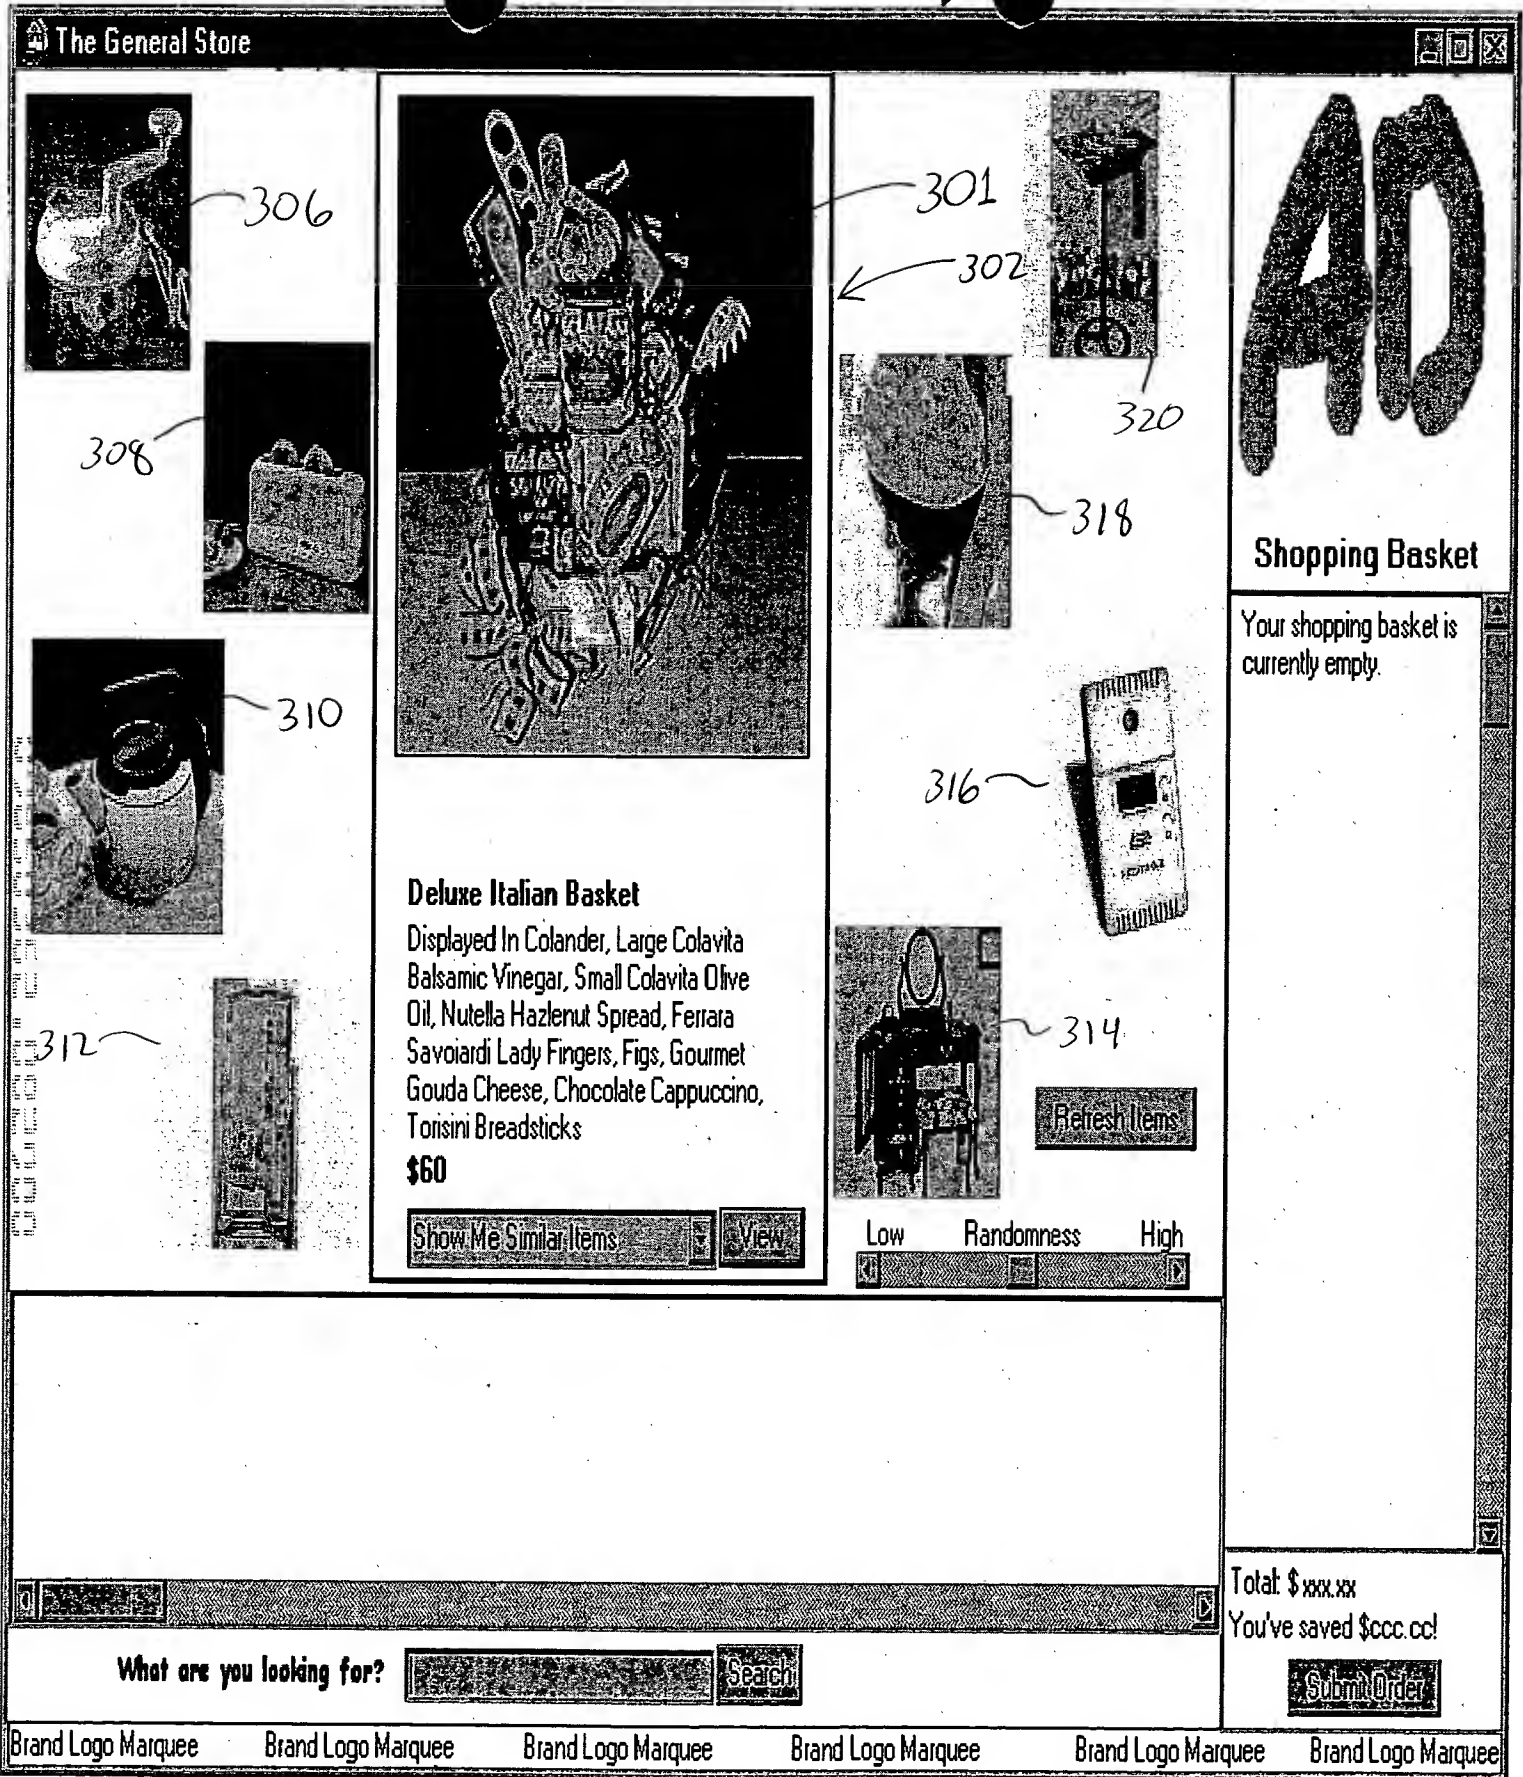 The General Store
306
308
310
312
301
302
320
318
316
314
AD
Deluxe Italian Basket
Displayed In Colander, Large Colavita
Balsamic Vinegar, Small Colavita Olive
Oil, Nutella Hazlenut Spread, Ferrara
Savoiardi Lady Fingers, Figs, Gourmet
Gouda Cheese, Chocolate Cappuccino,
Torisini Breadsticks
$60
Show Me Similar Items
View
Refresh Items
Low Randomness High
Shopping Basket
Your shopping basket is
currently empty.
Total: $xxx.xx
You've saved $ccc.cc!
Submit Order
What are you looking for?
Search
Brand Logo Marquee Brand Logo Marquee Brand Logo Marquee Brand Logo Marquee Brand Logo Marquee Brand Logo Marquee